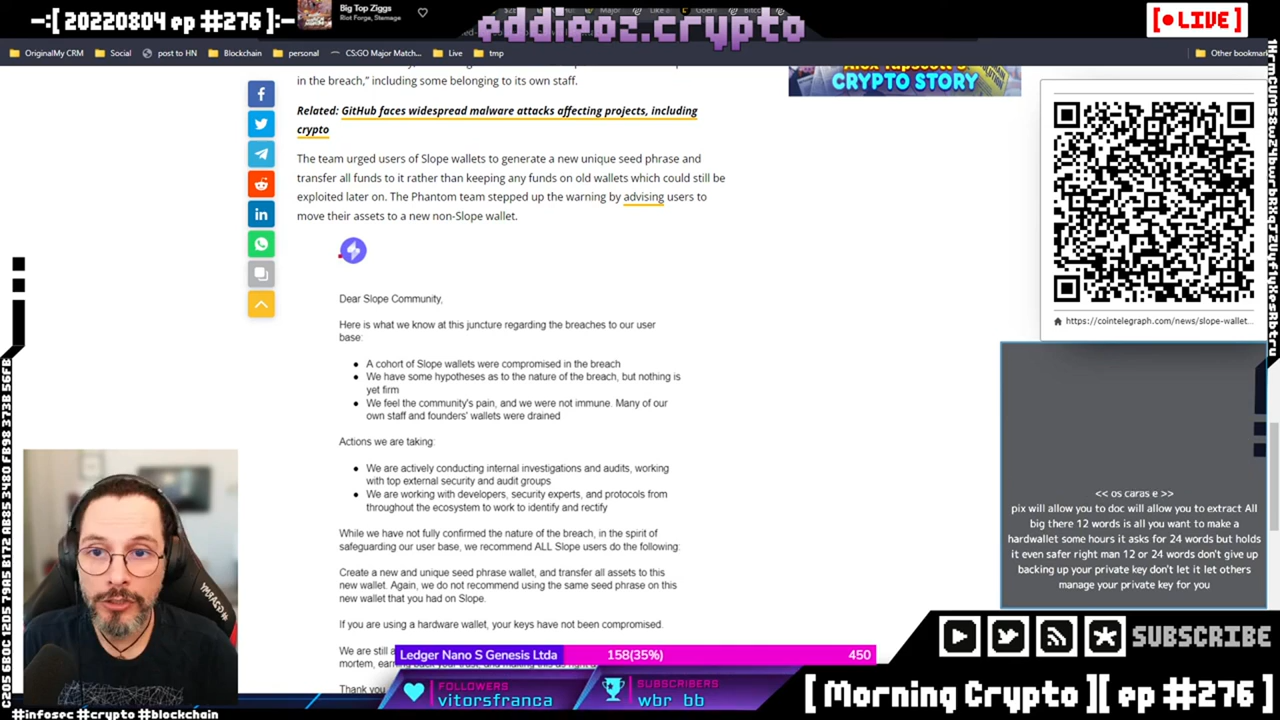 -:[ 20220804 ep #276 ]:-
Big Top Ziggs
Riot Forge, Stemage
eddieoz.crypto
[●LIVE]
OriginalMy CRM
Social
post to HN
Blockchain
personal
CS:GO Major Match...
Live
tmp
Other bookmar
in the breach,” including some belonging to its own staff.
Related: GitHub faces widespread malware attacks affecting projects, including
crypto
The team urged users of Slope wallets to generate a new unique seed phrase and
transfer all funds to it rather than keeping any funds on old wallets which could still be
exploited later on. The Phantom team stepped up the warning by advising users to
move their assets to a new non-Slope wallet.
CRYPTO STORY
https://cointelegraph.com/news/slope-wallet...
Dear Slope Community,
Here is what we know at this juncture regarding the breaches to our user
base:
● A cohort of Slope wallets were compromised in the breach
● We have some hypotheses as to the nature of the breach, but nothing is
yet firm
● We feel the community's pain, and we were not immune. Many of our
own staff and founders' wallets were drained
Actions we are taking:
● We are actively conducting internal investigations and audits, working
with top external security and audit groups
● We are working with developers, security experts, and protocols from
throughout the ecosystem to work to identify and rectify
While we have not fully confirmed the nature of the breach, in the spirit of
safeguarding our user base, we recommend ALL Slope users do the following:
Create a new and unique seed phrase wallet, and transfer all assets to this
new wallet. Again, we do not recommend using the same seed phrase on this
new wallet that you had on Slope.
If you are using a hardware wallet, your keys have not been compromised.
We are still a
mortem, earn
Thank you
<< os caras e >>
pix will allow you to doc will allow you to extract All
big there 12 words is all you want to make a
hardwallet some hours it asks for 24 words but holds
it even safer right man 12 or 24 words don't give up
backing up your private key don't let it let others
manage your private key for you
Ledger Nano S Genesis Ltda
158(35%)
450
FOLLOWERS
vitorsfranca
SUBSCRIBERS
wbr_bb
SUBSCRIBE
[ Morning Crypto ][ ep #276 ]
#infosec #crypto #blockchain